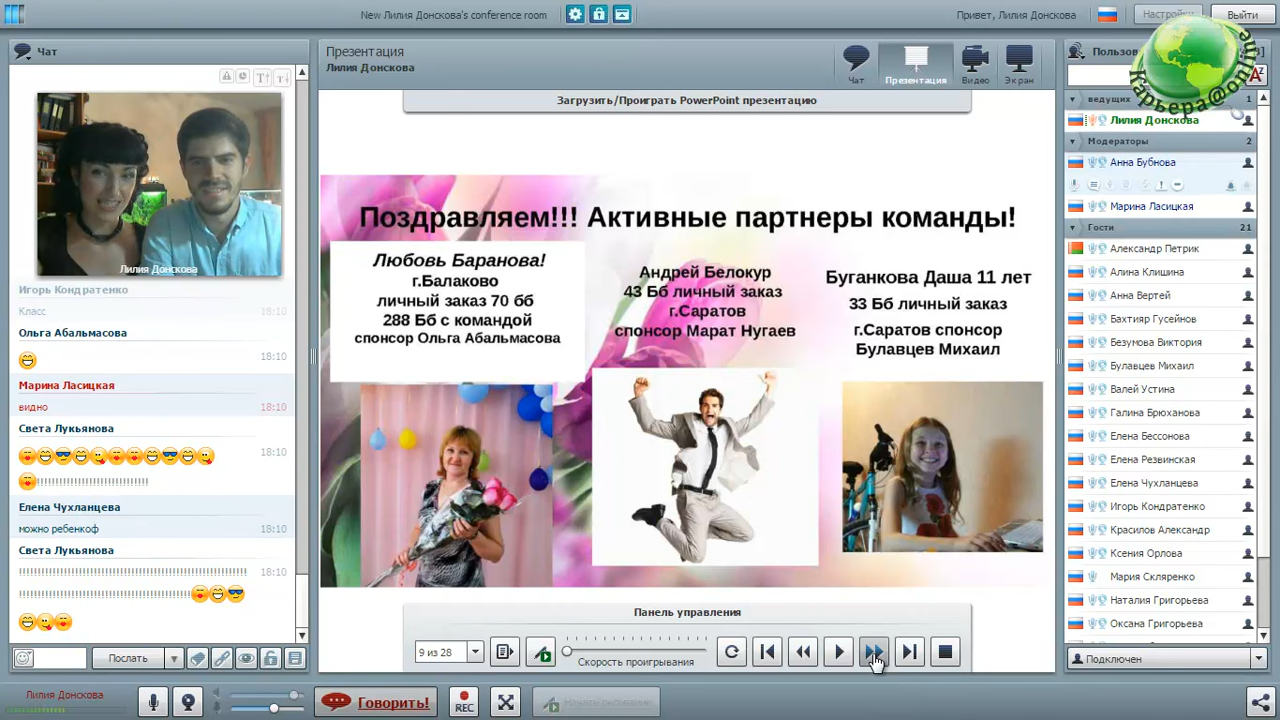 New Лилия Донскова's conference room
Привет, Лилия Донскова
Настройки
Выйти
Чат
Лилия Донскова
Игорь Кондратенко
Класс
18:10
Ольга Абальмасова
18:10
Марина Ласицкая
видно
18:10
Света Лукьянова
18:10
!!!!!!!!!!!!!!!!!!!!!!!!!!!!
Елена Чухланцева
можно ребенкоф
18:10
Света Лукьянова
18:10
Послать
Презентация
Лилия Донскова
Чат
Презентация
Видео
Экран
Загрузить/Проиграть PowerPoint презентацию
Поздравляем!!! Активные партнеры команды!
Любовь Баранова!
г.Балаково
личный заказ 70 бб
288 Бб с командой
спонсор Ольга Абальмасова
Андрей Белокур
43 Бб личный заказ
г.Саратов
спонсор Марат Нугаев
Буганкова Даша 11 лет
33 Бб личный заказ
г.Саратов спонсор
Булавцев Михаил
Панель управления
9 из 28
Скорость проигрывания
карьера@online
ведущих 1
Лилия Донскова
Модераторы 2
Анна Бубнова
Марина Ласицкая
Гости 21
Александр Петрик
Алина Клишина
Анна Вертей
Бахтияр Гусейнов
Безумова Виктория
Булавцев Михаил
Валей Устина
Галина Брюханова
Елена Бессонова
Елена Резвинская
Елена Чухланцева
Игорь Кондратенко
Красилов Александр
Ксения Орлова
Мария Скляренко
Наталия Григорьева
Оксана Григорьева
Подключен
Лилия Донскова
Говорить!
REC